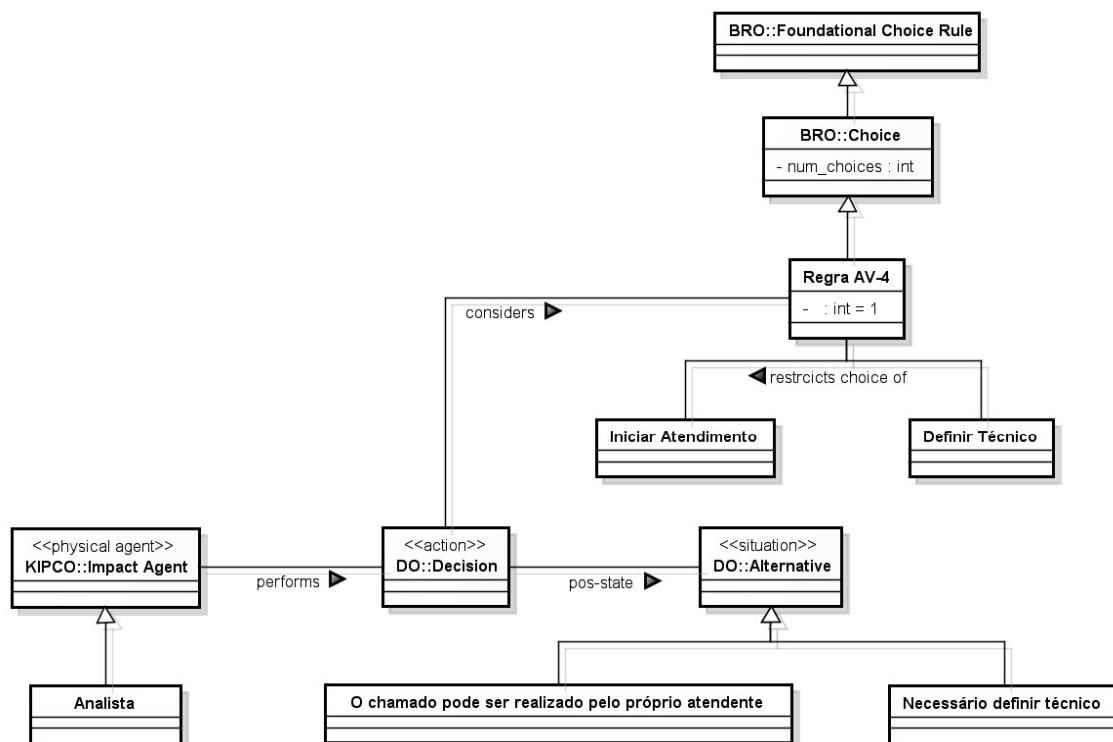 BRO::Foundational Choice Rule
BRO::Choice
- num_choices : int
Regra AV-4
- : int = 1
considers
restrcicts choice of
Iniciar Atendimento
Definir Técnico
<<physical agent>>
KIPCO::Impact Agent
performs
<<action>>
DO::Decision
pos-state
<<situation>>
DO::Alternative
Analista
O chamado pode ser realizado pelo próprio atendente
Necessário definir técnico